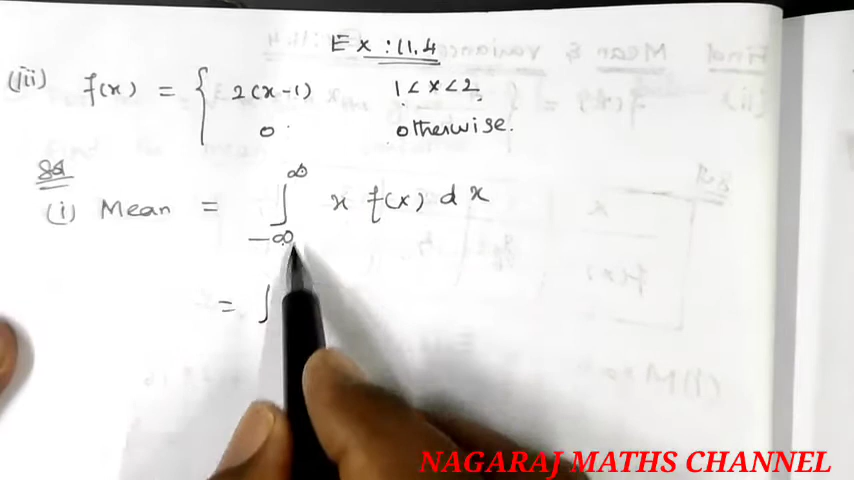 Ex : 11.4
(iii) f(x) = { 2(x-1) 1 < x < 2,
0 otherwise.
Sol
(i) Mean = ∫_{-∞}^{∞} x f(x) dx
= ∫
NAGARAJ MATHS CHANNEL